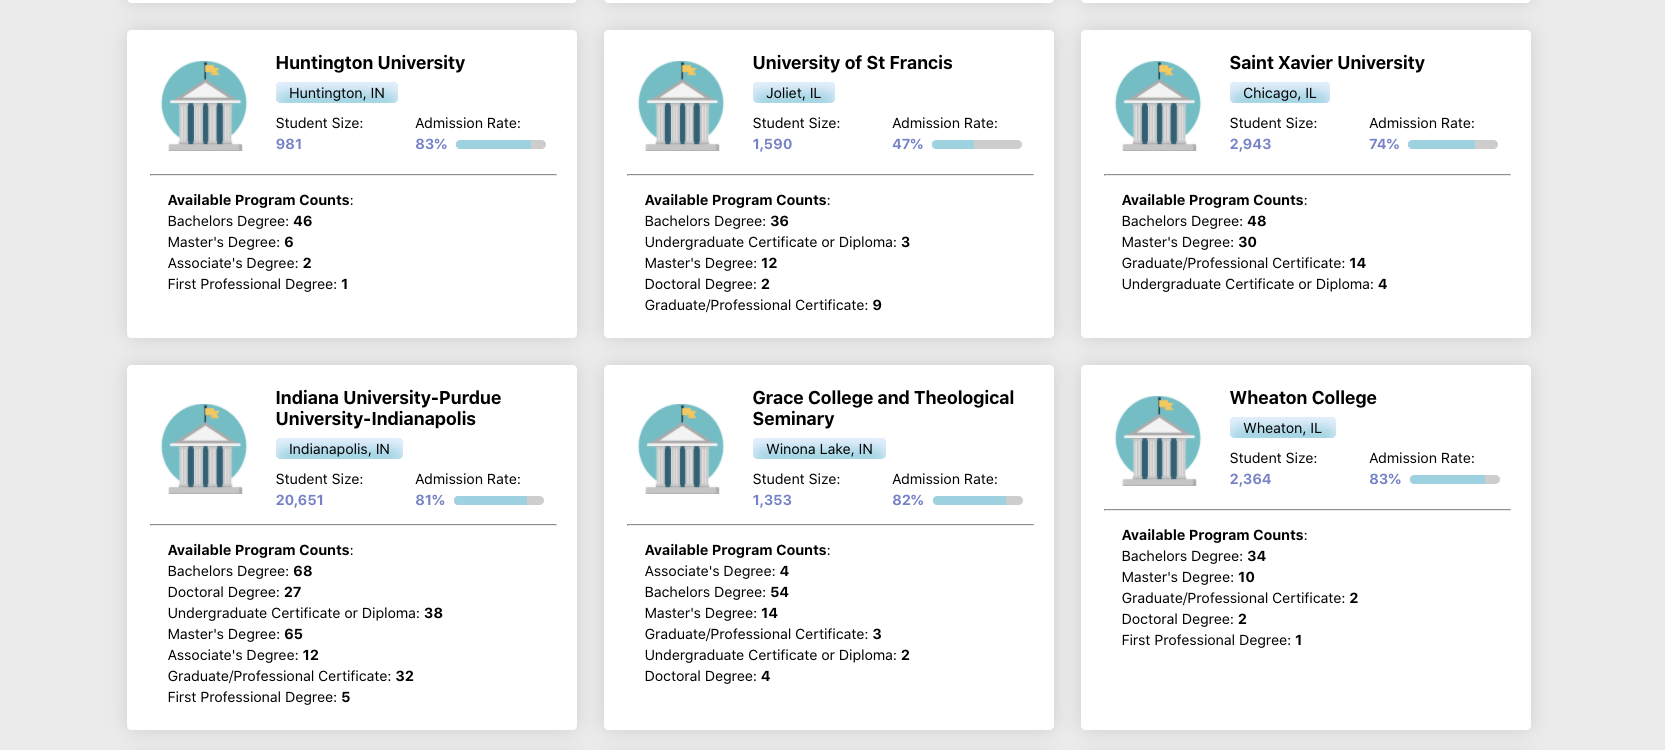 Huntington University
Huntington, IN
Student Size:
Admission Rate:
981
83%
Available Program Counts:
Bachelors Degree: 46
Master's Degree: 6
Associate's Degree: 2
First Professional Degree: 1
University of St Francis
Joliet, IL
Student Size:
Admission Rate:
1,590
47%
Available Program Counts:
Bachelors Degree: 36
Undergraduate Certificate or Diploma: 3
Master's Degree: 12
Doctoral Degree: 2
Graduate/Professional Certificate: 9
Saint Xavier University
Chicago, IL
Student Size:
Admission Rate:
2,943
74%
Available Program Counts:
Bachelors Degree: 48
Master's Degree: 30
Graduate/Professional Certificate: 14
Undergraduate Certificate or Diploma: 4
Indiana University-Purdue
University-Indianapolis
Indianapolis, IN
Student Size:
Admission Rate:
20,651
81%
Available Program Counts:
Bachelors Degree: 68
Doctoral Degree: 27
Undergraduate Certificate or Diploma: 38
Master's Degree: 65
Associate's Degree: 12
Graduate/Professional Certificate: 32
First Professional Degree: 5
Grace College and Theological
Seminary
Winona Lake, IN
Student Size:
Admission Rate:
1,353
82%
Available Program Counts:
Associate's Degree: 4
Bachelors Degree: 54
Master's Degree: 14
Graduate/Professional Certificate: 3
Undergraduate Certificate or Diploma: 2
Doctoral Degree: 4
Wheaton College
Wheaton, IL
Student Size:
Admission Rate:
2,364
83%
Available Program Counts:
Bachelors Degree: 34
Master's Degree: 10
Graduate/Professional Certificate: 2
Doctoral Degree: 2
First Professional Degree: 1